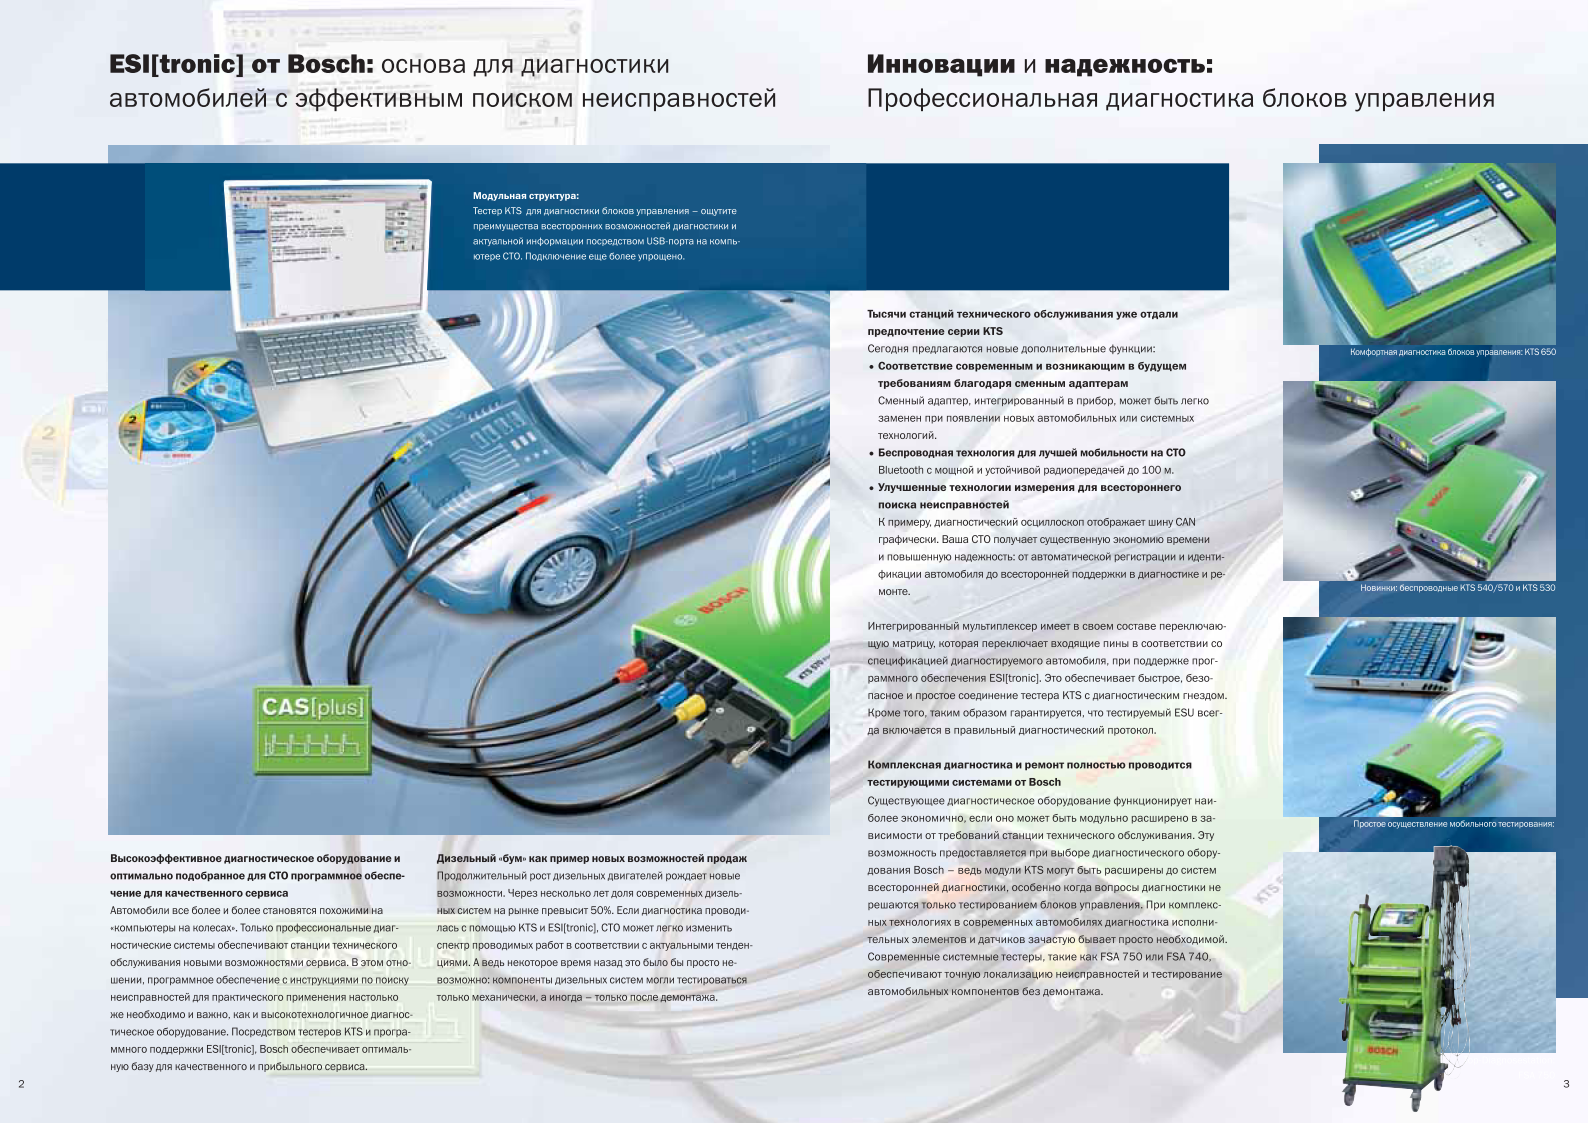 ESI[tronic] от Bosch: основа для диагностики
автомобилей с эффективным поиском неисправностей
Модульная структура:
Тестер KTS для диагностики блоков управления – ощутите
преимущества всесторонних возможностей диагностики и
актуальной информации посредством USB-порта на компь-
ютере СТО. Подключение еще более упрощено.
2
ESI
BOSCH
2
BOSCH
KTS 570
CAS[plus]
Высокоэффективное диагностическое оборудование и
оптимально подобранное для СТО программное обеспе-
чение для качественного сервиса
Автомобили все более и более становятся похожими на
«компьютеры на колесах». Только профессиональные диаг-
ностические системы обеспечивают станции технического
обслуживания новыми возможностями сервиса. В этом отно-
шении, программное обеспечение с инструкциями по поиску
неисправностей для практического применения настолько
же необходимо и важно, как и высокотехнологичное диагнос-
тическое оборудование. Посредством тестеров KTS и програ-
ммного поддержки ESI[tronic], Bosch обеспечивает оптималь-
ную базу для качественного и прибыльного сервиса.
Дизельный «бум» как пример новых возможностей продаж
Продолжительный рост дизельных двигателей рождает новые
возможности. Через несколько лет доля современных дизель-
ных систем на рынке превысит 50%. Если диагностика проводи-
лась с помощью KTS и ESI[tronic], СТО может легко изменить
спектр проводимых работ в соответствии с актуальными тенден-
циями. А ведь некоторое время назад это было бы просто не-
возможно: компоненты дизельных систем могли тестироваться
только механически, а иногда – только после демонтажа.
2
Инновации и надежность:
Профессиональная диагностика блоков управления
Тысячи станций технического обслуживания уже отдали
предпочтение серии KTS
Сегодня предлагаются новые дополнительные функции:
• Соответствие современным и возникающим в будущем
требованиям благодаря сменным адаптерам
Сменный адаптер, интегрированный в прибор, может быть легко
заменен при появлении новых автомобильных или системных
технологий.
• Беспроводная технология для лучшей мобильности на СТО
Bluetooth с мощной и устойчивой радиопередачей до 100 м.
• Улучшенные технологии измерения для всестороннего
поиска неисправностей
К примеру, диагностический осциллоскоп отображает шину CAN
графически. Ваша СТО получает существенную экономию времени
и повышенную надежность: от автоматической регистрации и иденти-
фикации автомобиля до всесторонней поддержки в диагностике и ре-
монте.
Интегрированный мультиплексер имеет в своем составе переключаю-
щую матрицу, которая переключает входящие пины в соответствии со
спецификацией диагностируемого автомобиля, при поддержке прог-
раммного обеспечения ESI[tronic]. Это обеспечивает быстрое, безо-
пасное и простое соединение тестера KTS с диагностическим гнездом.
Кроме того, таким образом гарантируется, что тестируемый ESU всег-
да включается в правильный диагностический протокол.
Комплексная диагностика и ремонт полностью проводится
тестирующими системами от Bosch
Существующее диагностическое оборудование функционирует наи-
более экономично, если оно может быть модульно расширено в за-
висимости от требований станции технического обслуживания. Эту
возможность предоставляется при выборе диагностического обору-
дования Bosch – ведь модули KTS могут быть расширены до систем
всесторонней диагностики, особенно когда вопросы диагностики не
решаются только тестированием блоков управления. При комплекс-
ных технологиях в современных автомобилях диагностика исполни-
тельных элементов и датчиков зачастую бывает просто необходимой.
Современные системные тестеры, такие как FSA 750 или FSA 740,
обеспечивают точную локализацию неисправностей и тестирование
автомобильных компонентов без демонтажа.
BOSCH
Комфортная диагностика блоков управления: KTS 650
BOSCH
BOSCH
Новинки: беспроводные KTS 540/570 и KTS 530
BOSCH
Простое осуществление мобильного тестирования:
BOSCH
3